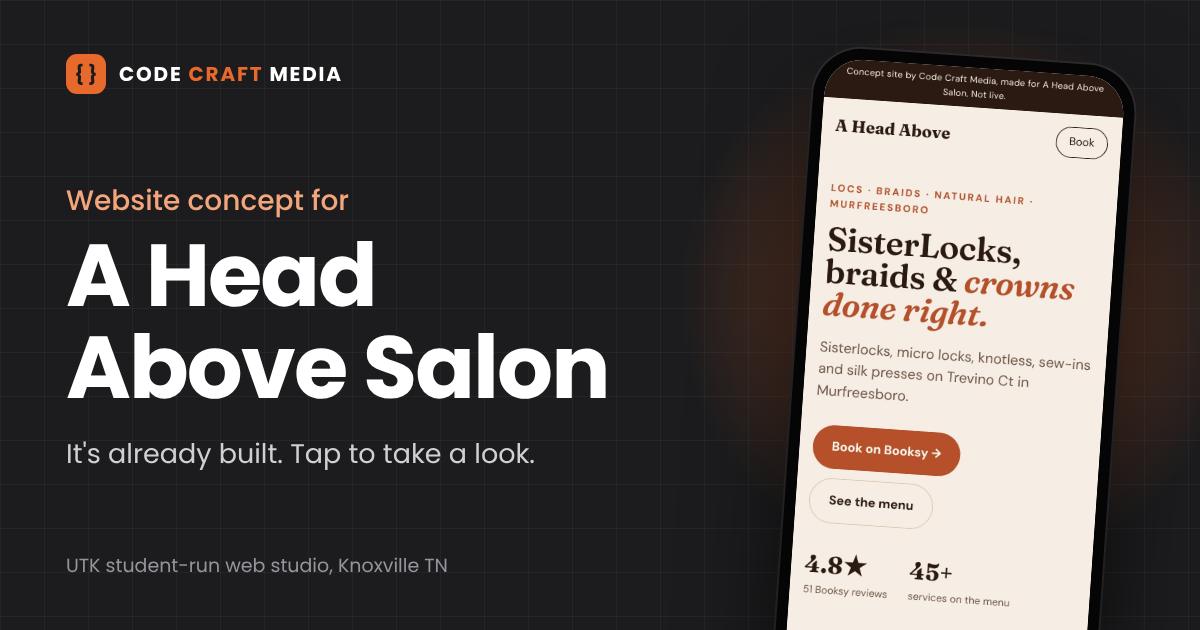 { } CODE CRAFT MEDIA
Website concept for
A Head
Above Salon
It's already built. Tap to take a look.
UTK student-run web studio, Knoxville TN
Concept site by Code Craft Media, made for A Head Above
Salon. Not live.
A Head Above
Book
LOCS · BRAIDS · NATURAL HAIR ·
MURFREESBORO
SisterLocks,
braids & crowns
done right.
Sisterlocks, micro locks, knotless, sew-ins
and silk presses on Trevino Ct in
Murfreesboro.
Book on Booksy →
See the menu
4.8★ 45+
51 Booksy reviews services on the menu